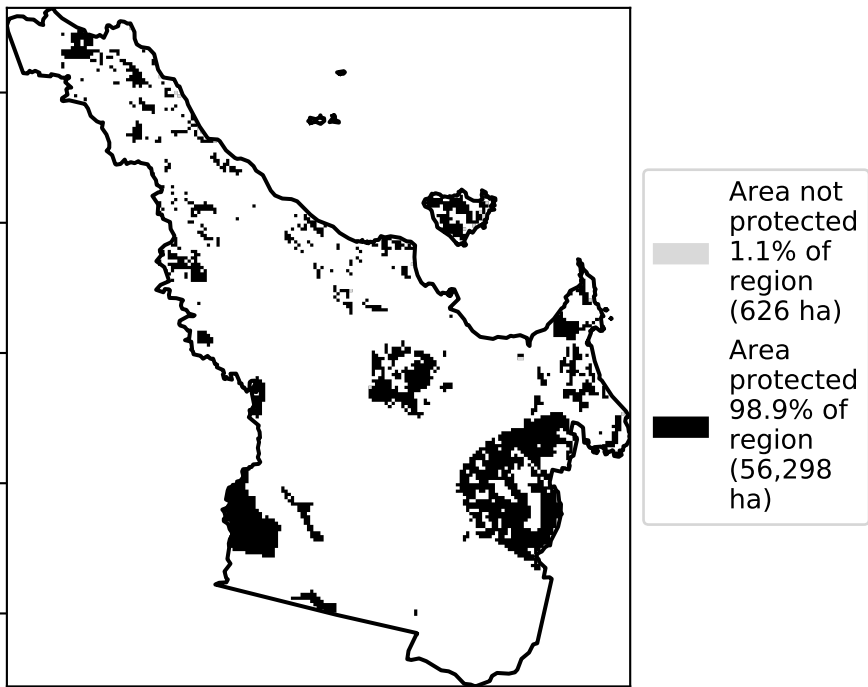 Area not
protected
1.1% of
region
(626 ha)
Area
protected
98.9% of
region
(56,298
ha)